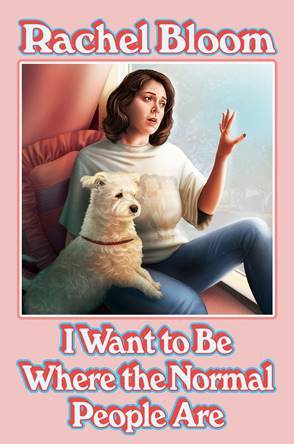 Rachel Bloom
I Want to Be
Where the Normal
People Are